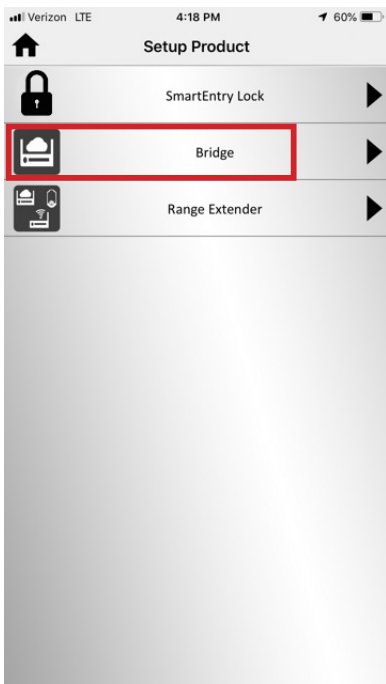 Verizon LTE 4:18 PM 60%
Setup Product
SmartEntry Lock
Bridge
Range Extender